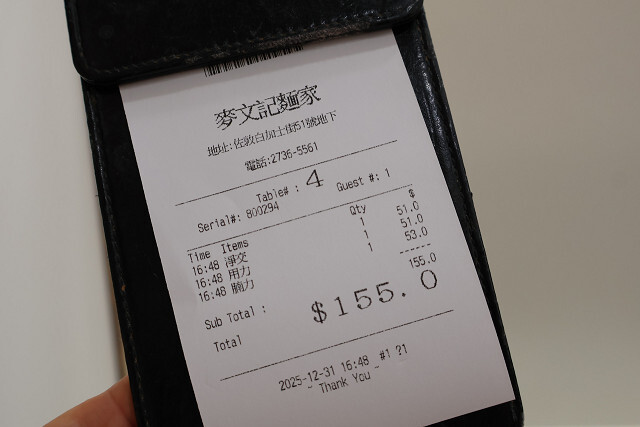 麥文記麵家
地址:佐敦白加士街51號地下
電話:2736-5561
Table# : 4 Guest #: 1
Serial#: 800294
Time Items Qty $
16:48 淨交 1 51.0
16:48 用力 1 51.0
16:48 腩力 1 53.0
------
Sub Total : 155.0
Total $155.0
2025-12-31 16:48 #1 ?1
~ Thank You ~